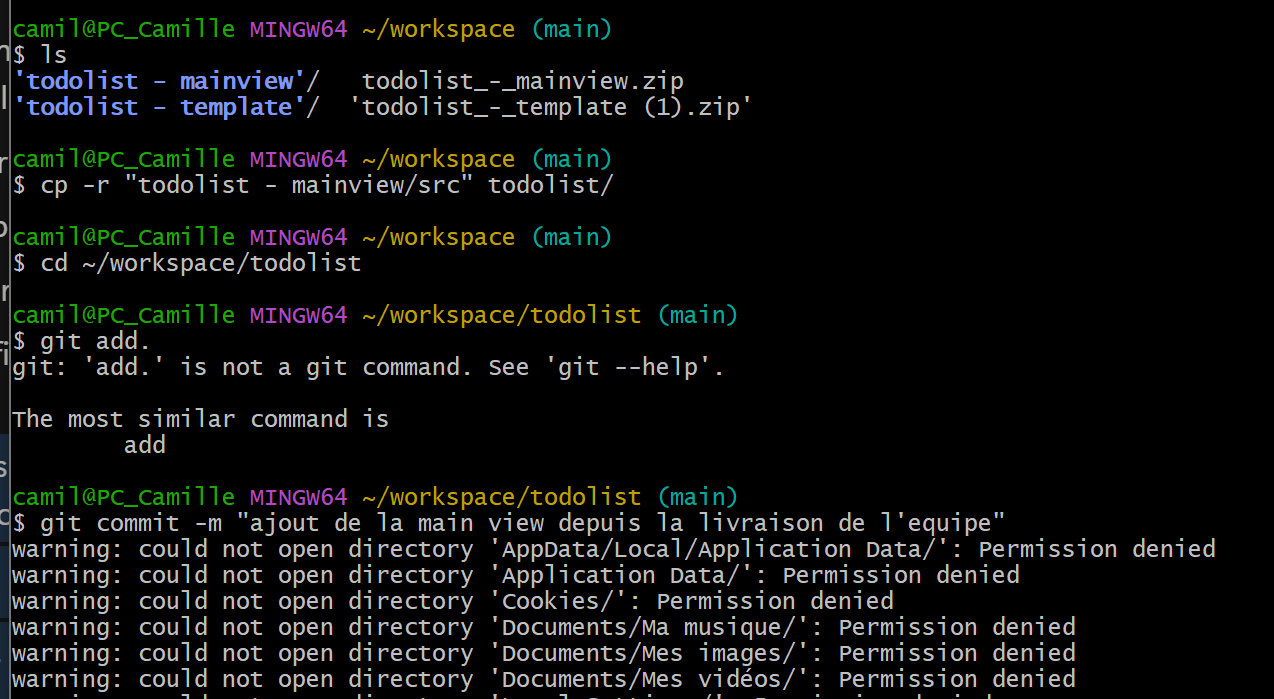 camil@PC_Camille MINGW64 ~/workspace (main)
$ ls
'todolist - mainview'/   todolist_-_mainview.zip
'todolist - template'/  'todolist_-_template (1).zip'
camil@PC_Camille MINGW64 ~/workspace (main)
$ cp -r "todolist - mainview/src" todolist/
camil@PC_Camille MINGW64 ~/workspace (main)
$ cd ~/workspace/todolist
camil@PC_Camille MINGW64 ~/workspace/todolist (main)
$ git add.
git: 'add.' is not a git command. See 'git --help'.
The most similar command is
        add
camil@PC_Camille MINGW64 ~/workspace/todolist (main)
$ git commit -m "ajout de la main view depuis la livraison de l'equipe"
warning: could not open directory 'AppData/Local/Application Data/': Permission denied
warning: could not open directory 'Application Data/': Permission denied
warning: could not open directory 'Cookies/': Permission denied
warning: could not open directory 'Documents/Ma musique/': Permission denied
warning: could not open directory 'Documents/Mes images/': Permission denied
warning: could not open directory 'Documents/Mes vidéos/': Permission denied